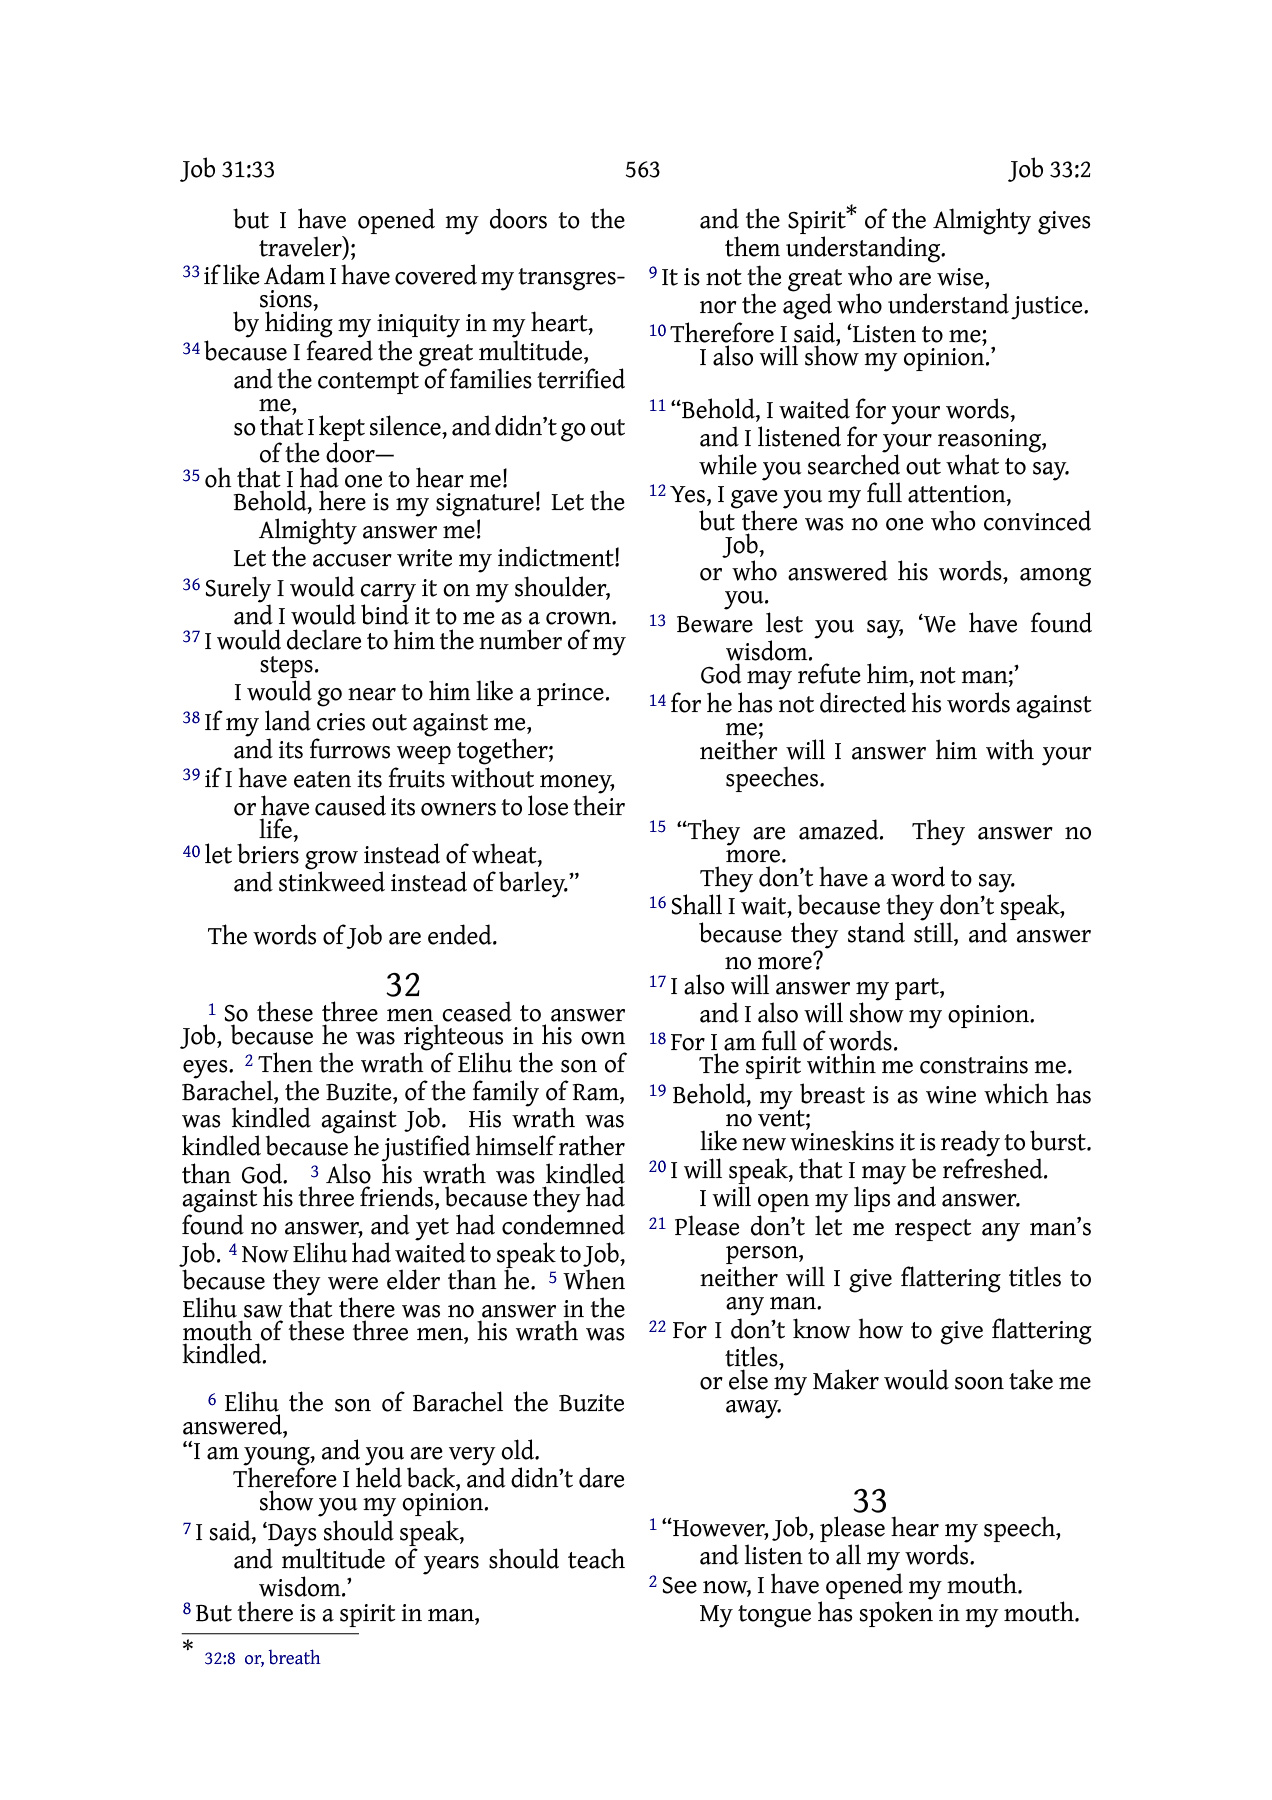 Job 31:33 563 Job 33:2
but I have opened my doors to the
traveler);
33 if like Adam I have covered my transgres-
sions,
by hiding my iniquity in my heart,
34 because I feared the great multitude,
and the contempt of families terrified
me,
so that I kept silence, and didn’t go out
of the door—
35 oh that I had one to hear me!
Behold, here is my signature! Let the
Almighty answer me!
Let the accuser write my indictment!
36 Surely I would carry it on my shoulder,
and I would bind it to me as a crown.
37 I would declare to him the number of my
steps.
I would go near to him like a prince.
38 If my land cries out against me,
and its furrows weep together;
39 if I have eaten its fruits without money,
or have caused its owners to lose their
life,
40 let briers grow instead of wheat,
and stinkweed instead of barley.”
The words of Job are ended.
32
1 So these three men ceased to answer
Job, because he was righteous in his own
eyes. 2 Then the wrath of Elihu the son of
Barachel, the Buzite, of the family of Ram,
was kindled against Job. His wrath was
kindled because he justified himself rather
than God. 3 Also his wrath was kindled
against his three friends, because they had
found no answer, and yet had condemned
Job. 4 Now Elihu had waited to speak to Job,
because they were elder than he. 5 When
Elihu saw that there was no answer in the
mouth of these three men, his wrath was
kindled.
6 Elihu the son of Barachel the Buzite
answered,
“I am young, and you are very old.
Therefore I held back, and didn’t dare
show you my opinion.
7 I said, ‘Days should speak,
and multitude of years should teach
wisdom.’
8 But there is a spirit in man,
* 32:8 or, breath
and the Spirit* of the Almighty gives
them understanding.
9 It is not the great who are wise,
nor the aged who understand justice.
10 Therefore I said, ‘Listen to me;
I also will show my opinion.’
11 “Behold, I waited for your words,
and I listened for your reasoning,
while you searched out what to say.
12 Yes, I gave you my full attention,
but there was no one who convinced
Job,
or who answered his words, among
you.
13 Beware lest you say, ‘We have found
wisdom.
God may refute him, not man;’
14 for he has not directed his words against
me;
neither will I answer him with your
speeches.
15 “They are amazed. They answer no
more.
They don’t have a word to say.
16 Shall I wait, because they don’t speak,
because they stand still, and answer
no more?
17 I also will answer my part,
and I also will show my opinion.
18 For I am full of words.
The spirit within me constrains me.
19 Behold, my breast is as wine which has
no vent;
like new wineskins it is ready to burst.
20 I will speak, that I may be refreshed.
I will open my lips and answer.
21 Please don’t let me respect any man’s
person,
neither will I give flattering titles to
any man.
22 For I don’t know how to give flattering
titles,
or else my Maker would soon take me
away.
33
1 “However, Job, please hear my speech,
and listen to all my words.
2 See now, I have opened my mouth.
My tongue has spoken in my mouth.